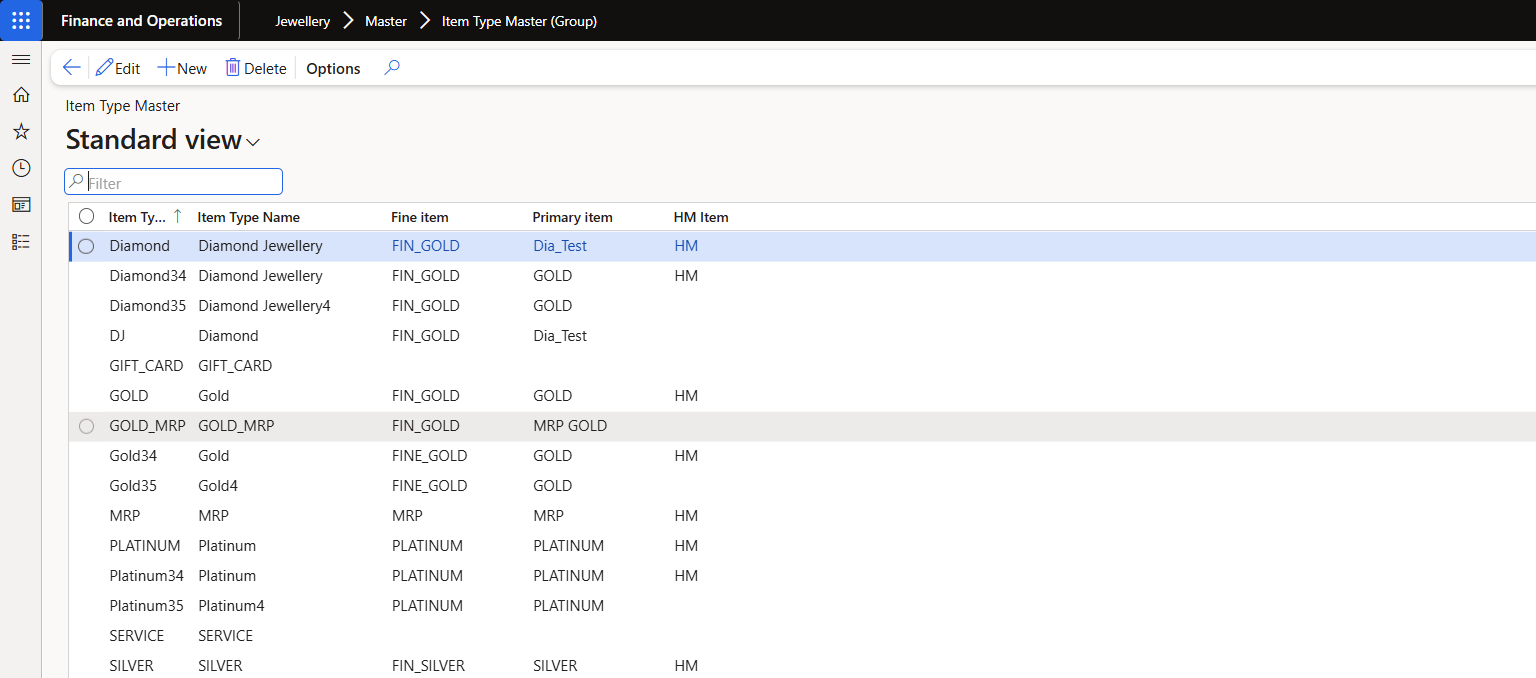 Finance and Operations Jewellery Master Item Type Master (Group)
Edit New Delete Options
Item Type Master
Standard view
Filter
Item Ty... Item Type Name Fine item Primary item HM Item
Diamond Diamond Jewellery FIN_GOLD Dia_Test HM
Diamond34 Diamond Jewellery FIN_GOLD GOLD HM
Diamond35 Diamond Jewellery4 FIN_GOLD GOLD
DJ Diamond FIN_GOLD Dia_Test
GIFT_CARD GIFT_CARD
GOLD Gold FIN_GOLD GOLD HM
GOLD_MRP GOLD_MRP FIN_GOLD MRP GOLD
Gold34 Gold FINE_GOLD GOLD HM
Gold35 Gold4 FINE_GOLD GOLD
MRP MRP MRP MRP HM
PLATINUM Platinum PLATINUM PLATINUM HM
Platinum34 Platinum PLATINUM PLATINUM HM
Platinum35 Platinum4 PLATINUM PLATINUM
SERVICE SERVICE
SILVER SILVER FIN_SILVER SILVER HM